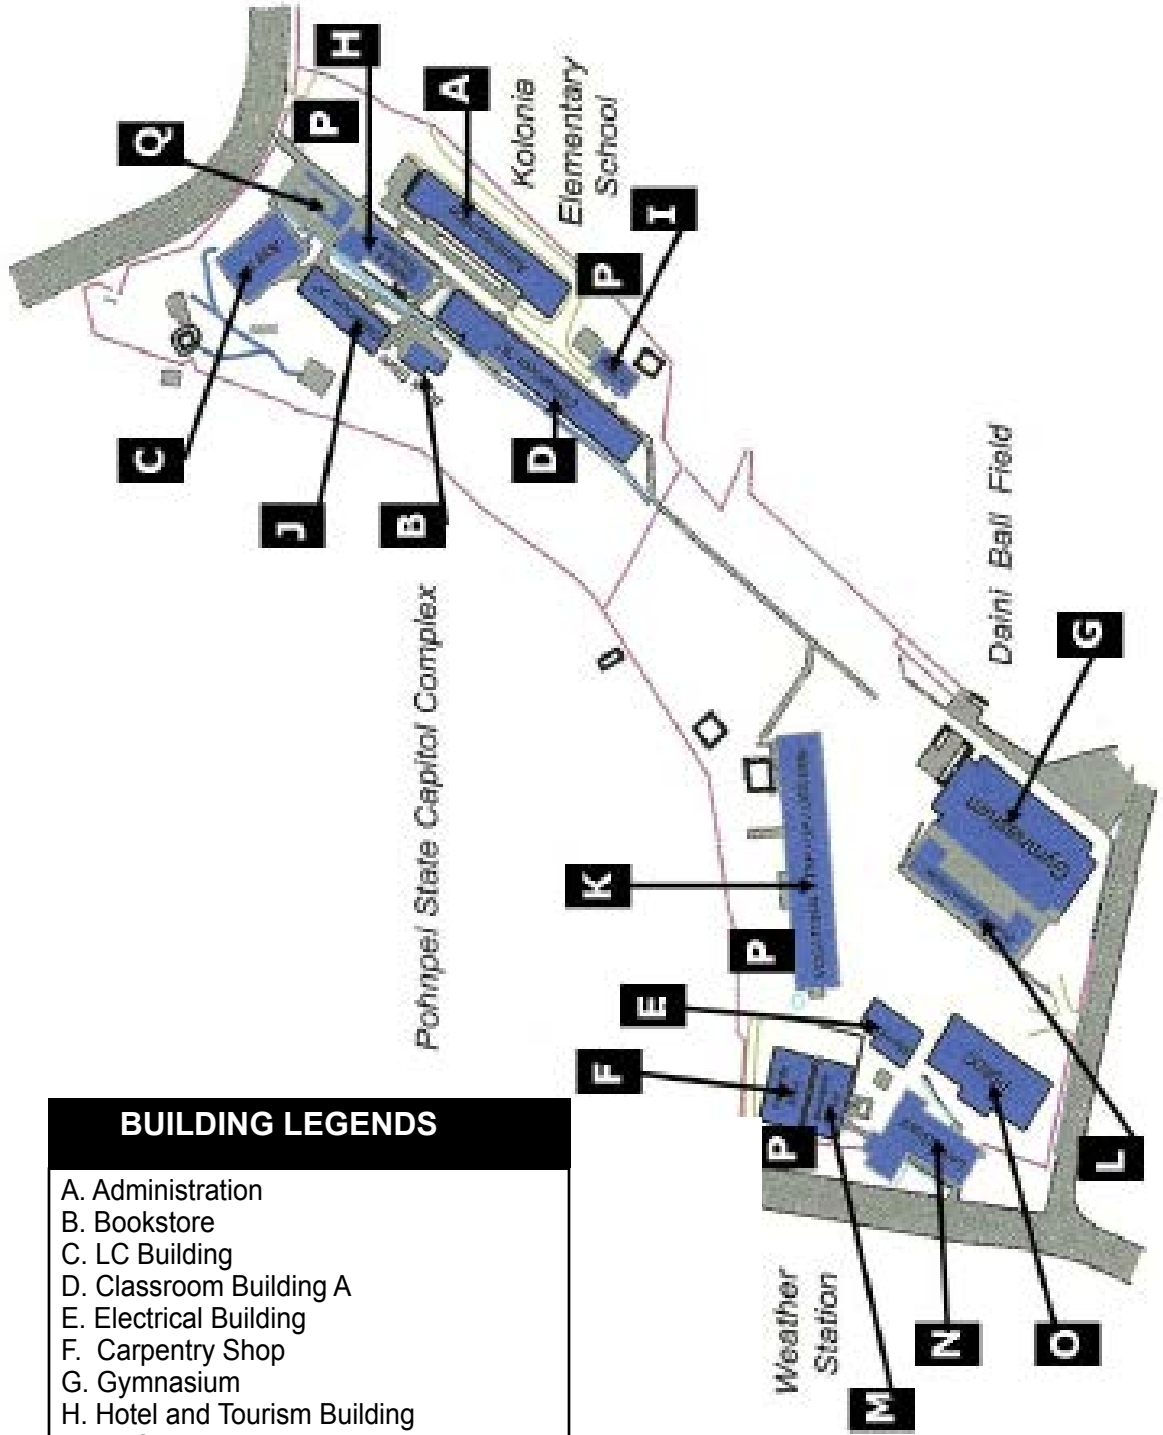 H
A
Q
P
Kolonia
Elementary
School
I
P
C
D
J
B
Pohnpei State Capitol Complex
Daini Ball Field
G
Gymnasium
K
P
E
F
P
L
Weather
Station
N
O
M
BUILDING LEGENDS
A. Administration
B. Bookstore
C. LC Building
D. Classroom Building A
E. Electrical Building
F. Carpentry Shop
G. Gymnasium
H. Hotel and Tourism Building